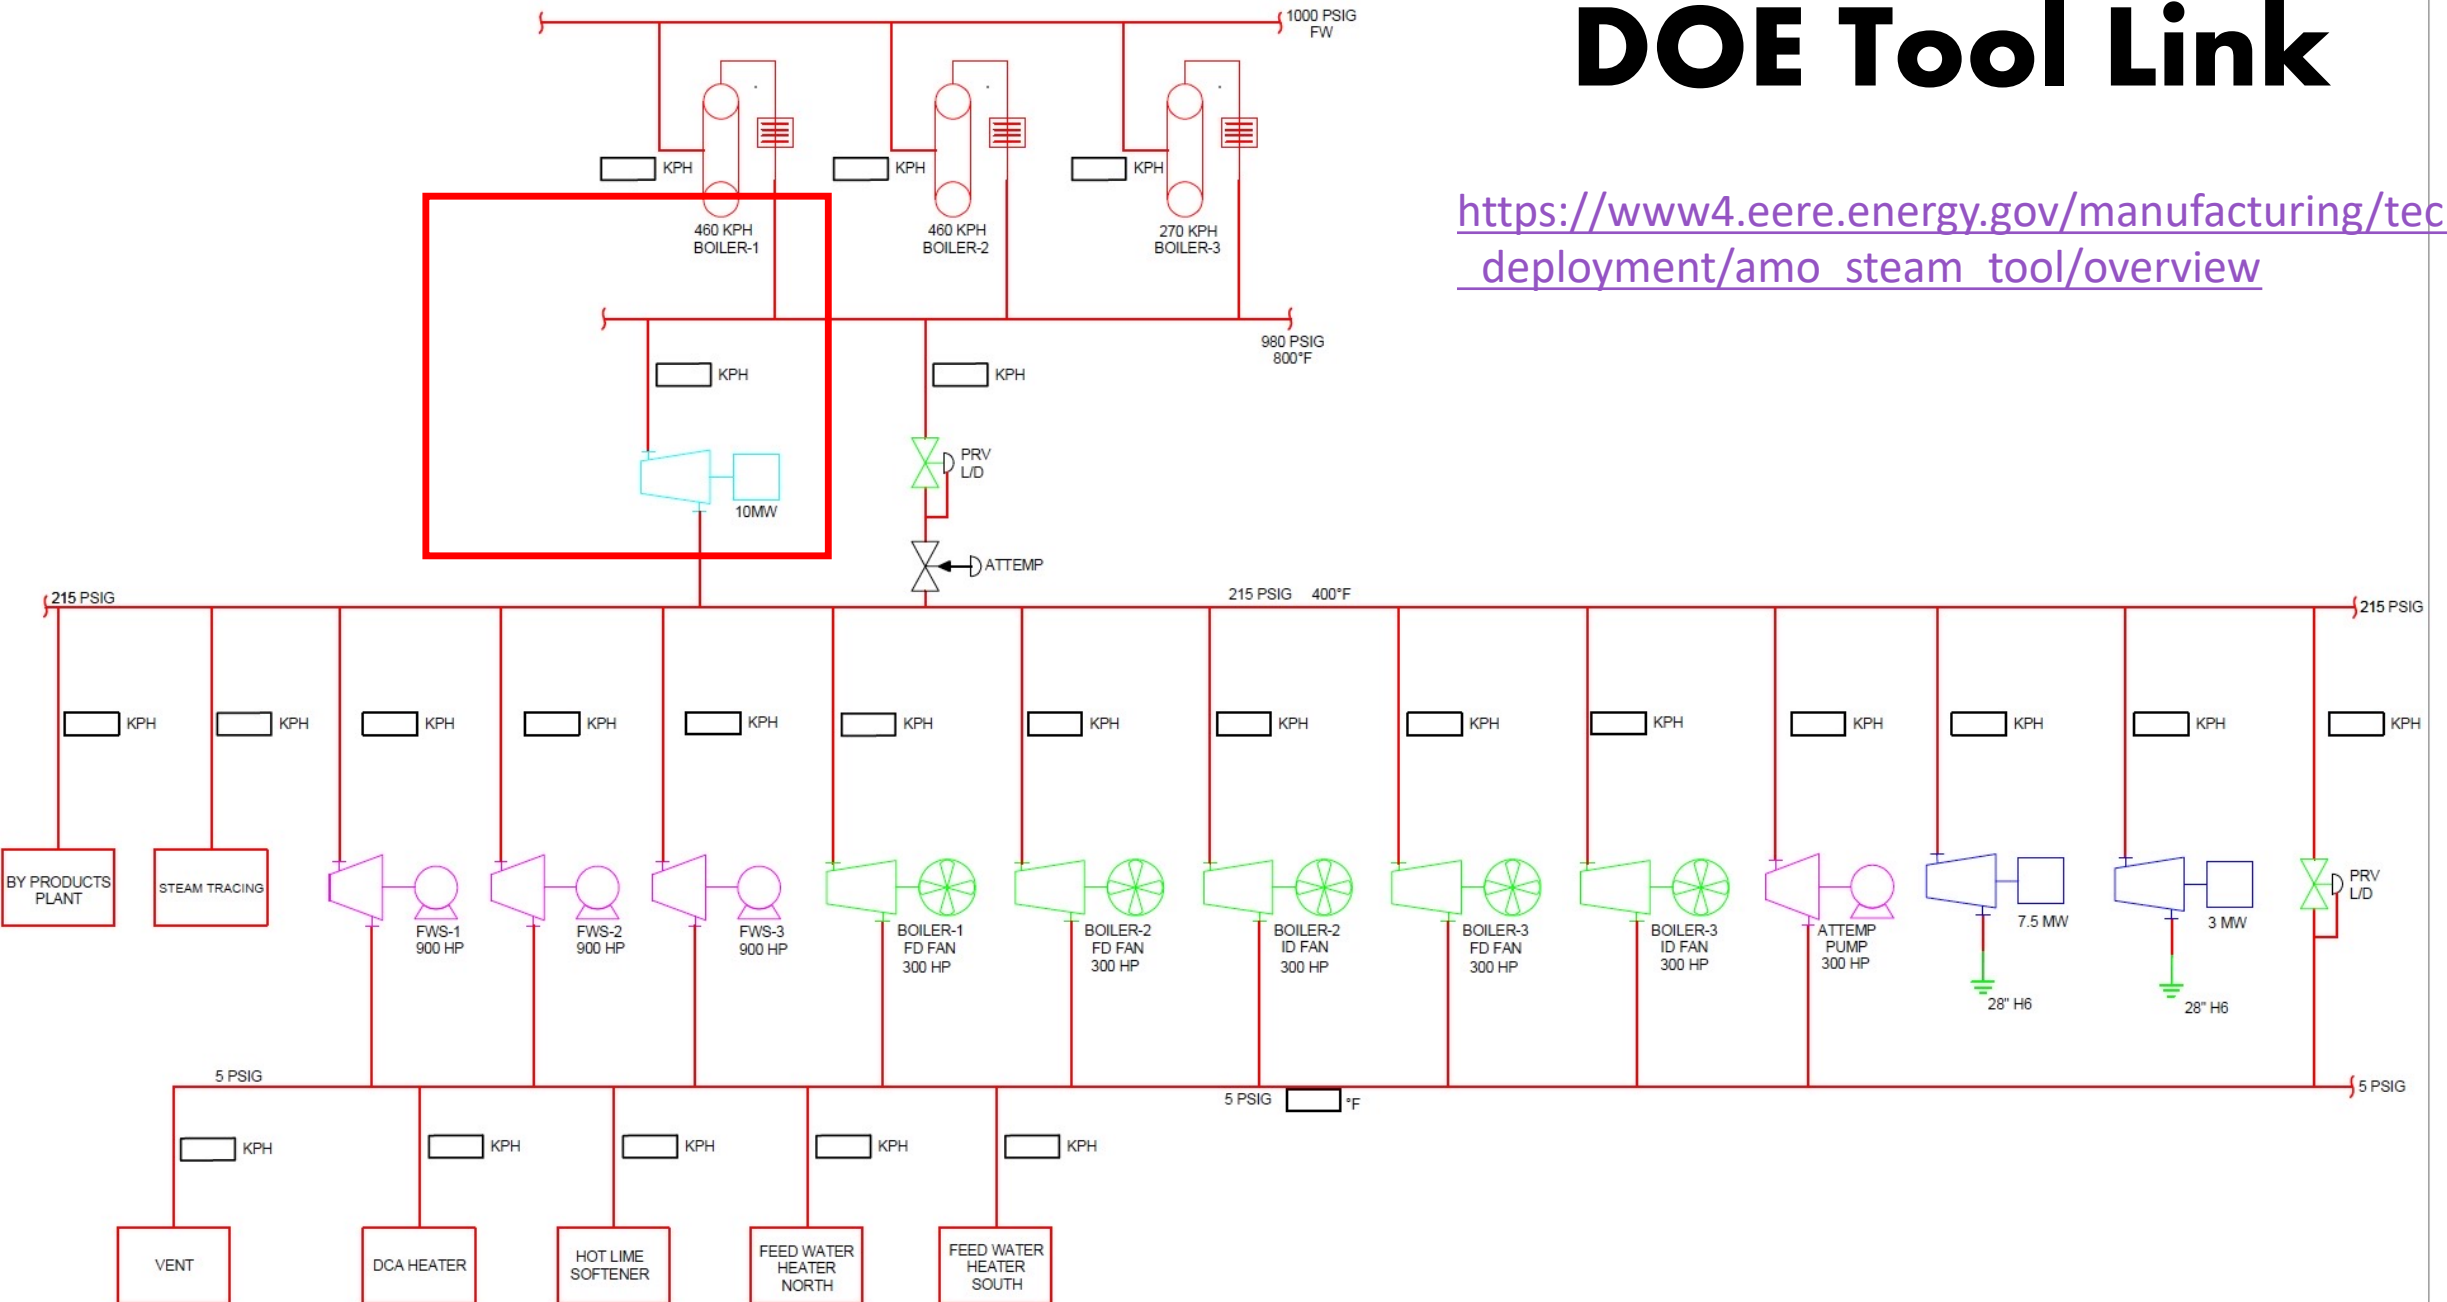 DOE Tool Link
https://www4.eere.energy.gov/manufacturing/tec
_deployment/amo_steam_tool/overview
1000 PSIG
FW
KPH
KPH
KPH
460 KPH
BOILER-1
460 KPH
BOILER-2
270 KPH
BOILER-3
980 PSIG
800°F
KPH
KPH
10MW
PRV
L/D
ATTEMP
215 PSIG
215 PSIG 400°F
215 PSIG
KPH
KPH
KPH
KPH
KPH
KPH
KPH
KPH
KPH
KPH
KPH
KPH
KPH
KPH
BY PRODUCTS
PLANT
STEAM TRACING
FWS-1
900 HP
FWS-2
900 HP
FWS-3
900 HP
BOILER-1
FD FAN
300 HP
BOILER-2
FD FAN
300 HP
BOILER-2
ID FAN
300 HP
BOILER-3
FD FAN
300 HP
BOILER-3
ID FAN
300 HP
ATTEMP
PUMP
300 HP
7.5 MW
28" H6
3 MW
28" H6
PRV
L/D
5 PSIG
5 PSIG °F
5 PSIG
KPH
KPH
KPH
KPH
KPH
VENT
DCA HEATER
HOT LIME
SOFTENER
FEED WATER
HEATER
NORTH
FEED WATER
HEATER
SOUTH